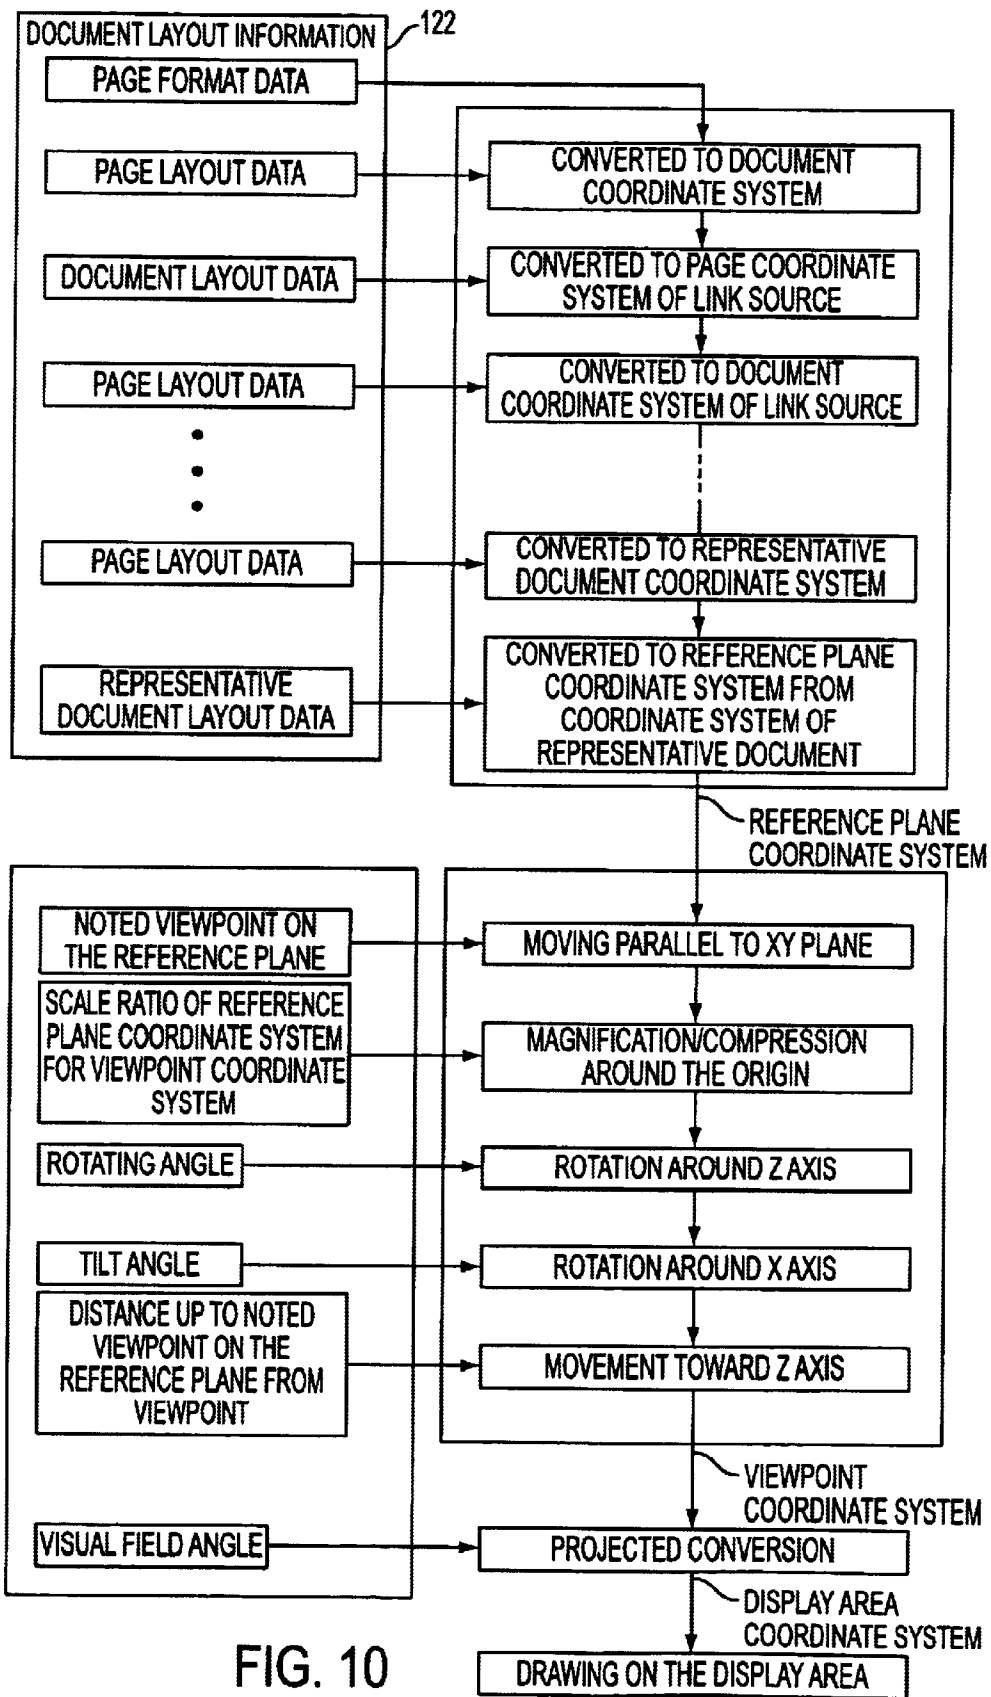 DOCUMENT LAYOUT INFORMATION
122
PAGE FORMAT DATA
PAGE LAYOUT DATA
CONVERTED TO DOCUMENT
COORDINATE SYSTEM
DOCUMENT LAYOUT DATA
CONVERTED TO PAGE COORDINATE
SYSTEM OF LINK SOURCE
PAGE LAYOUT DATA
CONVERTED TO DOCUMENT
COORDINATE SYSTEM OF LINK SOURCE
PAGE LAYOUT DATA
CONVERTED TO REPRESENTATIVE
DOCUMENT COORDINATE SYSTEM
REPRESENTATIVE
DOCUMENT LAYOUT DATA
CONVERTED TO REFERENCE PLANE
COORDINATE SYSTEM FROM
COORDINATE SYSTEM OF
REPRESENTATIVE DOCUMENT
REFERENCE PLANE
COORDINATE SYSTEM
NOTED VIEWPOINT ON
THE REFERENCE PLANE
MOVING PARALLEL TO XY PLANE
SCALE RATIO OF REFERENCE
PLANE COORDINATE SYSTEM
FOR VIEWPOINT COORDINATE
SYSTEM
MAGNIFICATION/COMPRESSION
AROUND THE ORIGIN
ROTATING ANGLE
ROTATION AROUND Z AXIS
TILT ANGLE
ROTATION AROUND X AXIS
DISTANCE UP TO NOTED
VIEWPOINT ON THE
REFERENCE PLANE FROM
VIEWPOINT
MOVEMENT TOWARD Z AXIS
VIEWPOINT
COORDINATE SYSTEM
VISUAL FIELD ANGLE
PROJECTED CONVERSION
DISPLAY AREA
COORDINATE SYSTEM
DRAWING ON THE DISPLAY AREA
FIG. 10